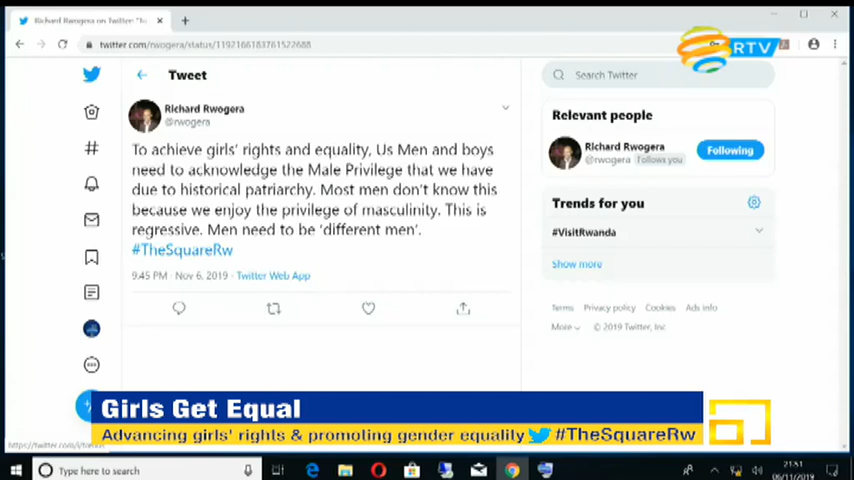 Richard Rwogera on Twitter: "To
twitter.com/rwogera/status/1192166183761522688
RTV
Tweet
Search Twitter
Richard Rwogera
@rwogera
To achieve girls' rights and equality, Us Men and boys
need to acknowledge the Male Privilege that we have
due to historical patriarchy. Most men don't know this
because we enjoy the privilege of masculinity. This is
regressive. Men need to be 'different men'.
#TheSquareRw
9:45 PM · Nov 6, 2019 · Twitter Web App
Relevant people
Richard Rwogera
@rwogera Follows you
Following
Trends for you
#VisitRwanda
Show more
Terms Privacy policy Cookies Ads info
More © 2019 Twitter, Inc
Girls Get Equal
Advancing girls' rights & promoting gender equality #TheSquareRw
Type here to search
21:51
06/11/2019